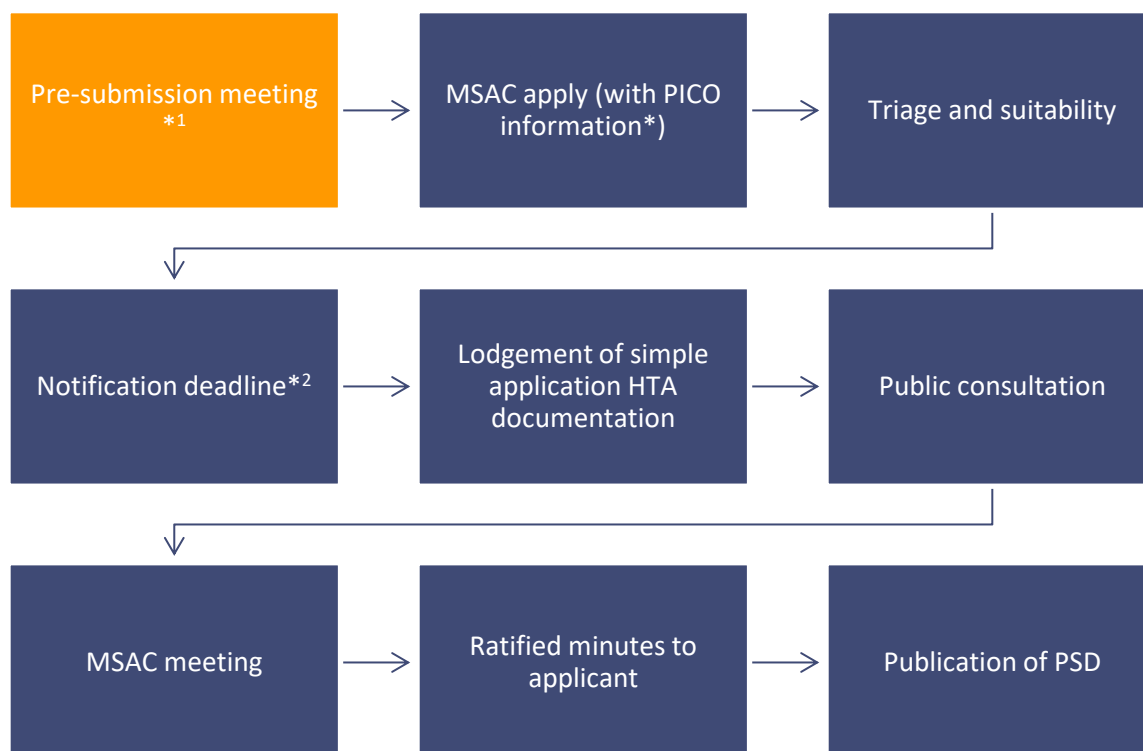 Pre-submission meeting
*1
MSAC apply (with PICO
information*)
Triage and suitability
Notification deadline*2
Lodgement of simple
application HTA
documentation
Public consultation
MSAC meeting
Ratified minutes to
applicant
Publication of PSD